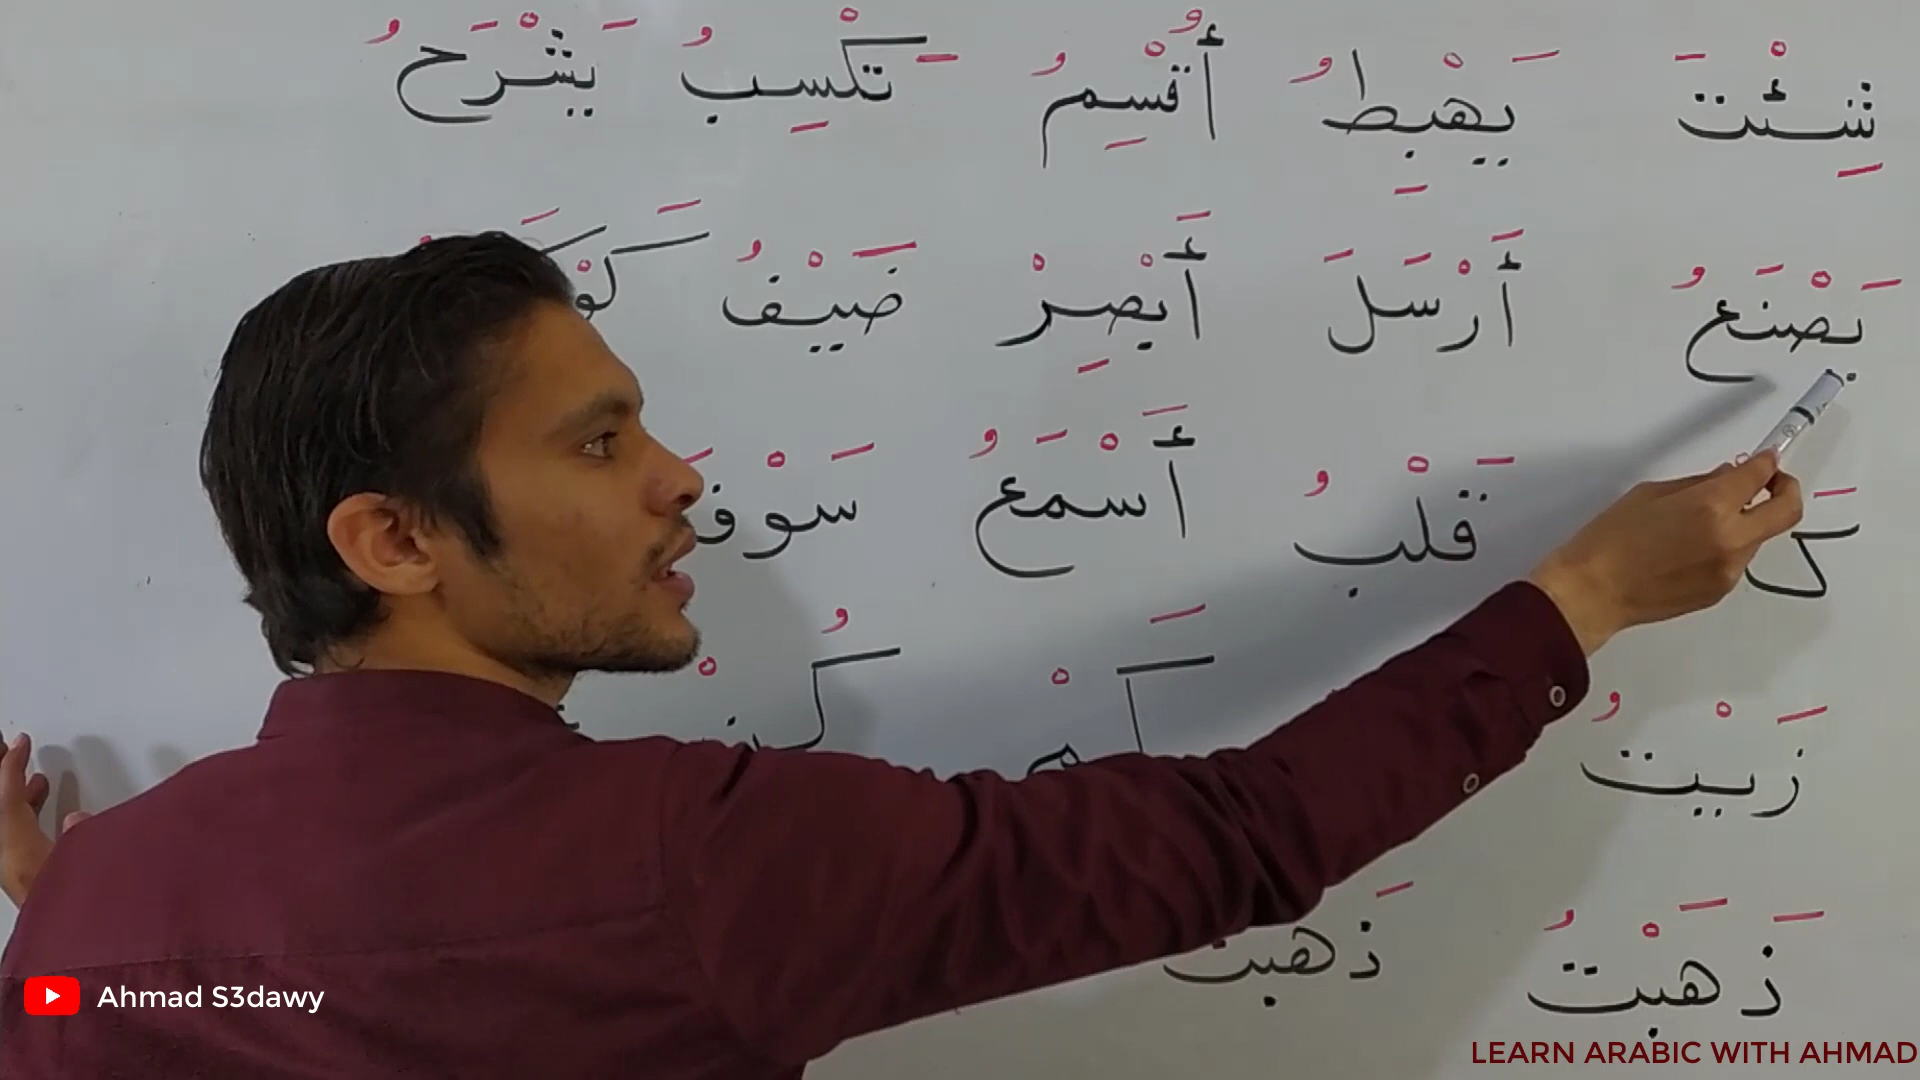 شِئْتَ يَهْبِطُ أُقْسِمُ تَكْسِبُ يَشْرَحُ
يَصْنَعُ أَرْسَلَ أَبْصِرْ ضَيْفُ
قَلْبُ أَسْمَعُ سَوْفَ
زَيْتُ كَمْ
ذَهَبْتُ
Ahmad S3dawy
LEARN ARABIC WITH AHMAD